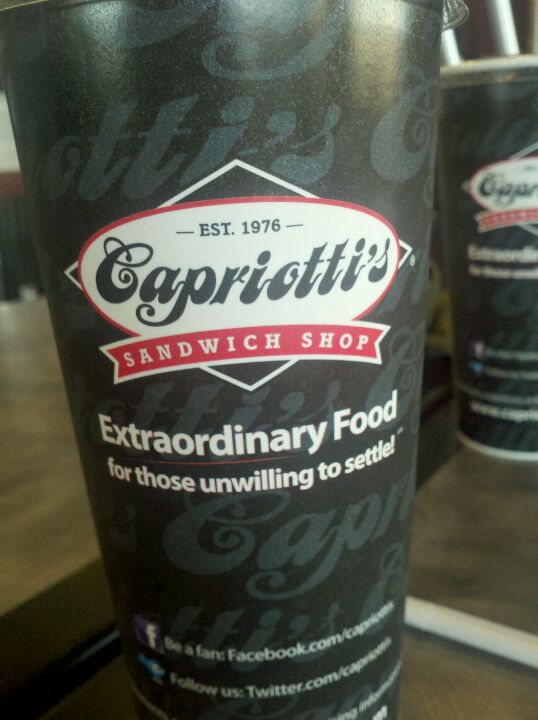 EST. 1976
Capriotti's
SANDWICH SHOP
Extraordinary Food
for those unwilling to settle!™
Be a fan: Facebook.com/capriottis
Follow us: Twitter.com/capriottis